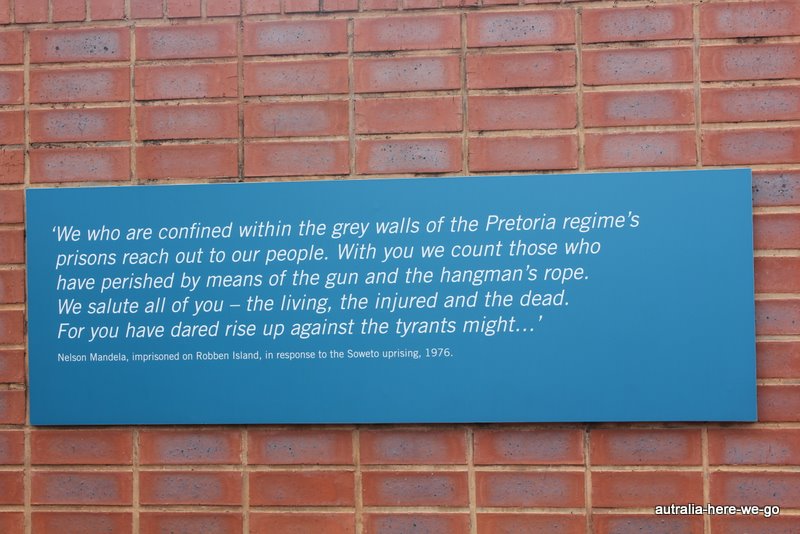 ‘We who are confined within the grey walls of the Pretoria regime’s
prisons reach out to our people. With you we count those who
have perished by means of the gun and the hangman’s rope.
We salute all of you – the living, the injured and the dead.
For you have dared rise up against the tyrants might…’
Nelson Mandela, imprisoned on Robben Island, in response to the Soweto uprising, 1976.
autralia-here-we-go